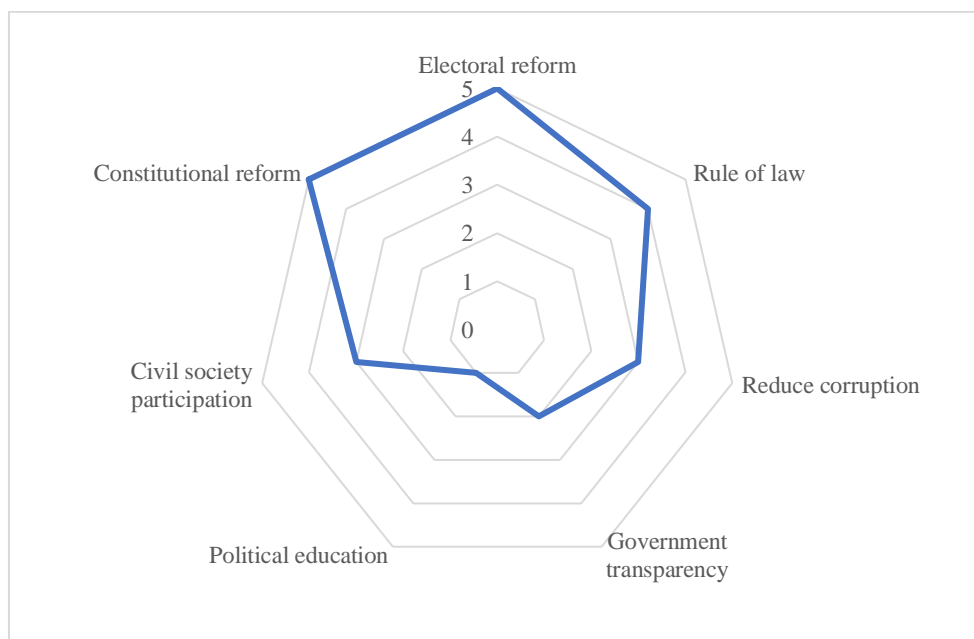 Electoral reform
5
4
3
2
1
0
Rule of law
Reduce corruption
Government
transparency
Political education
Civil society
participation
Constitutional reform